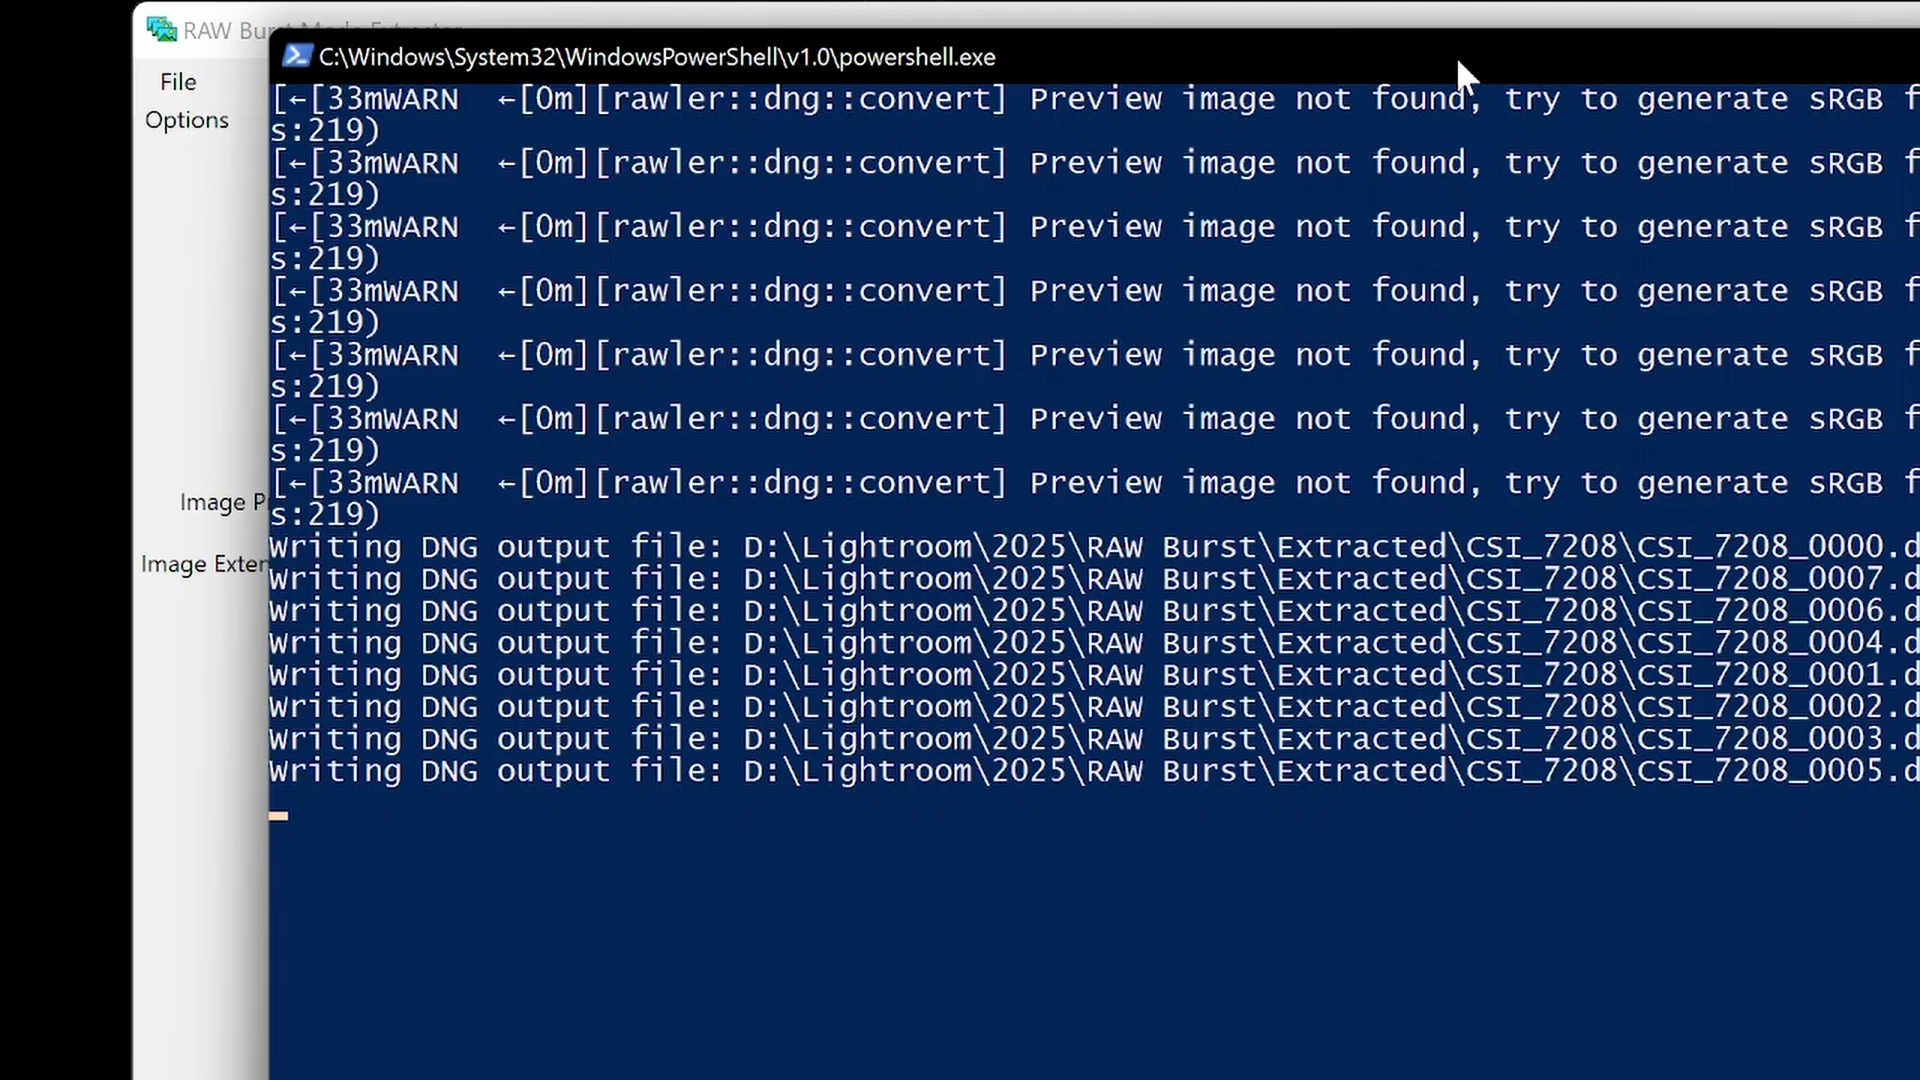 RAW Burst Mode Extractor
C:\Windows\System32\WindowsPowerShell\v1.0\powershell.exe
File
Options
[←[33mWARN  ←[0m][rawler::dng::convert] Preview image not found, try to generate sRGB f
s:219)
[←[33mWARN  ←[0m][rawler::dng::convert] Preview image not found, try to generate sRGB f
s:219)
[←[33mWARN  ←[0m][rawler::dng::convert] Preview image not found, try to generate sRGB f
s:219)
[←[33mWARN  ←[0m][rawler::dng::convert] Preview image not found, try to generate sRGB f
s:219)
[←[33mWARN  ←[0m][rawler::dng::convert] Preview image not found, try to generate sRGB f
s:219)
[←[33mWARN  ←[0m][rawler::dng::convert] Preview image not found, try to generate sRGB f
s:219)
[←[33mWARN  ←[0m][rawler::dng::convert] Preview image not found, try to generate sRGB f
s:219)
Image P
Image Exten
Writing DNG output file: D:\Lightroom\2025\RAW Burst\Extracted\CSI_7208\CSI_7208_0000.d
Writing DNG output file: D:\Lightroom\2025\RAW Burst\Extracted\CSI_7208\CSI_7208_0007.d
Writing DNG output file: D:\Lightroom\2025\RAW Burst\Extracted\CSI_7208\CSI_7208_0006.d
Writing DNG output file: D:\Lightroom\2025\RAW Burst\Extracted\CSI_7208\CSI_7208_0004.d
Writing DNG output file: D:\Lightroom\2025\RAW Burst\Extracted\CSI_7208\CSI_7208_0001.d
Writing DNG output file: D:\Lightroom\2025\RAW Burst\Extracted\CSI_7208\CSI_7208_0002.d
Writing DNG output file: D:\Lightroom\2025\RAW Burst\Extracted\CSI_7208\CSI_7208_0003.d
Writing DNG output file: D:\Lightroom\2025\RAW Burst\Extracted\CSI_7208\CSI_7208_0005.d